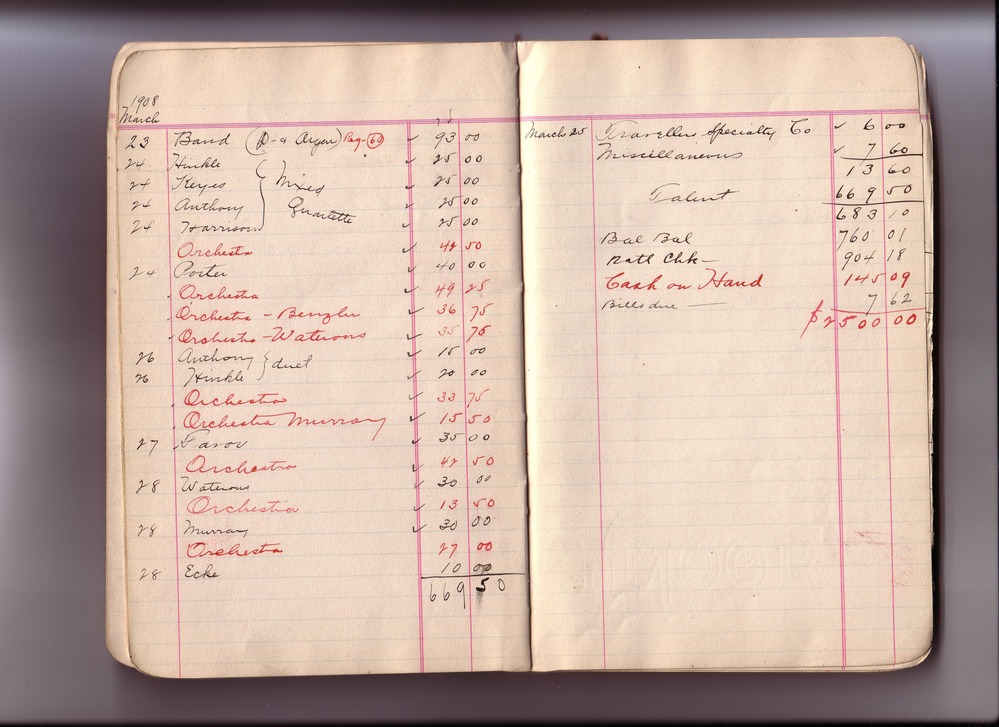 1908
March
23 Band (D- & Argen) Pag-60 ✓ 93 00
24 Hinkle ✓ 25 00
24 Keyes Mixed ✓ 25 00
24 Anthony Quartette ✓ 25 00
24 Harrison ✓ 25 00
Orchestra ✓ 42 50
24 Porter ✓ 40 00
Orchestra ✓ 49 25
Orchestra - Benzler ✓ 36 75
Orchestra - Waterous ✓ 35 75
26 Anthony duet ✓ 15 00
26 Hinkle ✓ 20 00
Orchestra ✓ 33 75
Orchestra Murray ✓ 15 50
27 ✓ 35 00
Orchestra ✓ 42 50
28 Waterous ✓ 30 00
Orchestra ✓ 13 50
28 Murray ✓ 30 00
Orchestra 27 00
28 Ecke 10 00
669 50
March 25 Travellers Specialty Co ✓ 6 00
Miscellaneous ✓ 7 60
13 60
Talent 669 50
683 10
Bal Bal 760 01
Natl Chk- 904 18
Cash on Hand 145 09
Bills due — 7 62
$2500 00